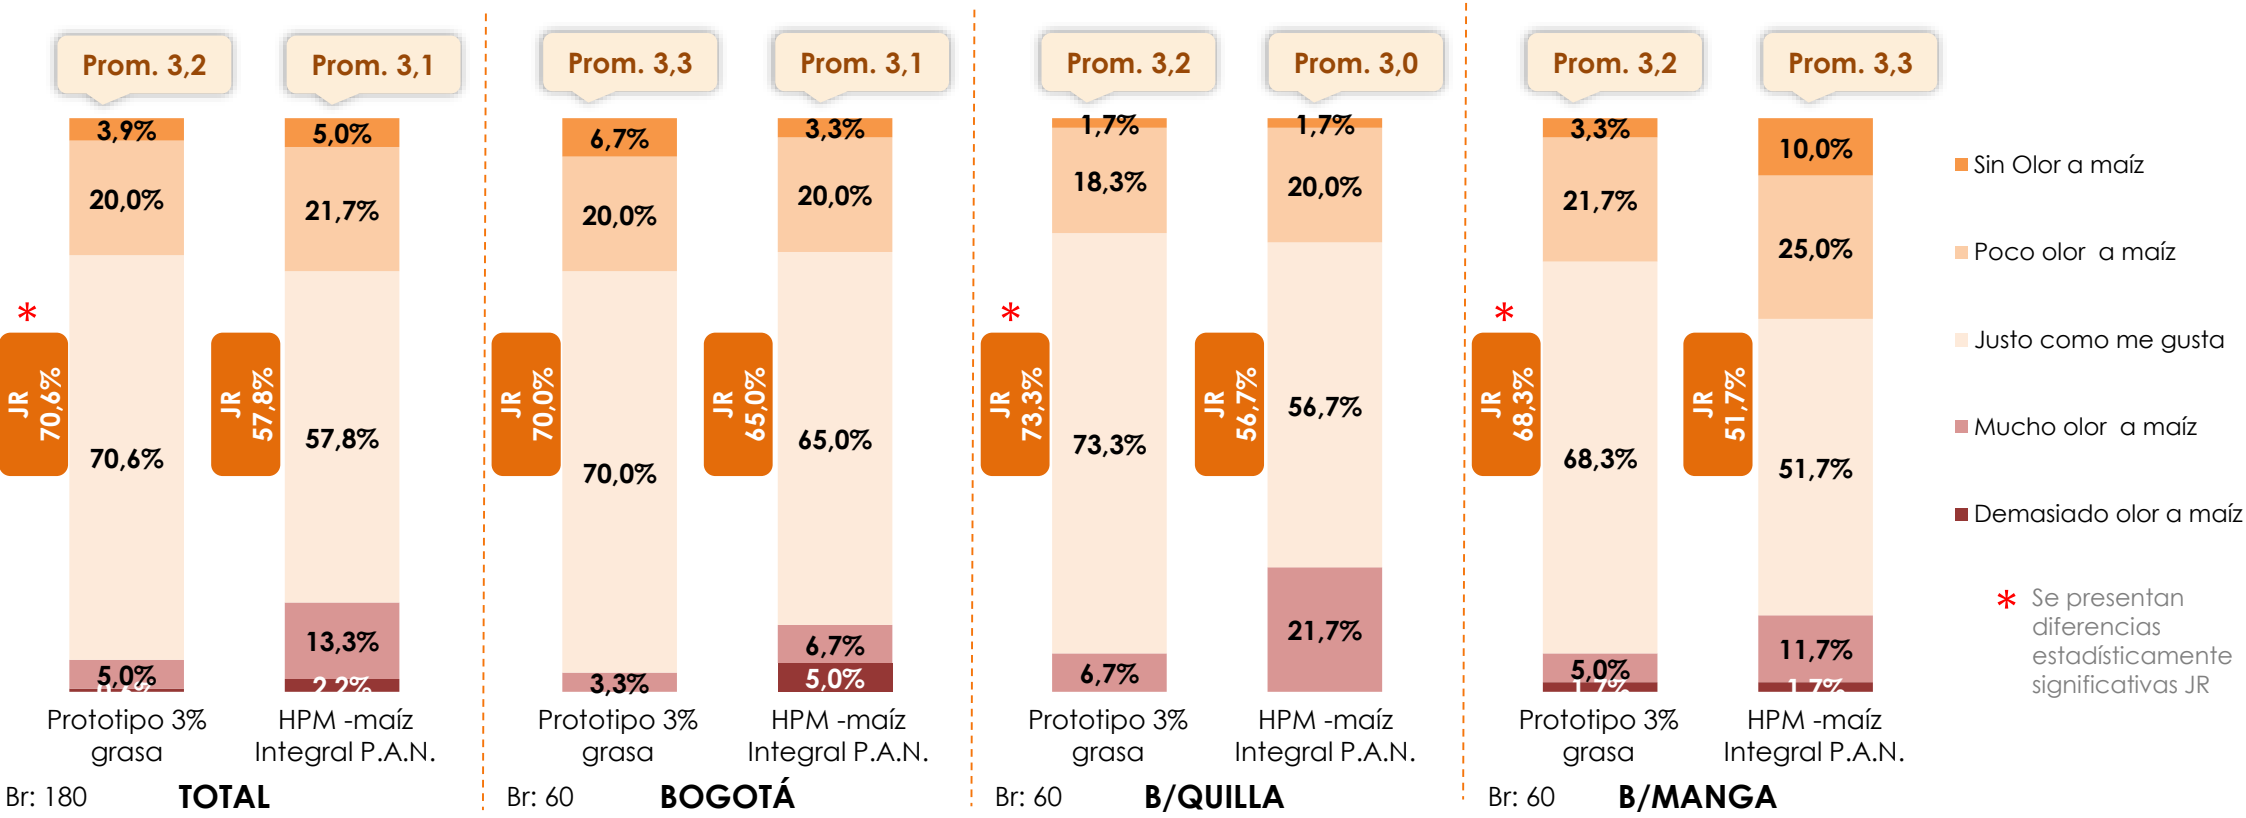 Prom. 3,2
Prom. 3,1
Prom. 3,3
Prom. 3,1
Prom. 3,2
Prom. 3,0
Prom. 3,2
Prom. 3,3
3,9%
20,0%
70,6%
5,0%
5,0%
21,7%
57,8%
13,3%
2,2%
6,7%
20,0%
70,0%
3,3%
3,3%
20,0%
65,0%
6,7%
5,0%
1,7%
18,3%
73,3%
6,7%
1,7%
20,0%
56,7%
21,7%
3,3%
21,7%
68,3%
5,0%
1,7%
10,0%
25,0%
51,7%
11,7%
1,7%
*
JR
70,6%
JR
57,8%
JR
70,0%
JR
65,0%
*
JR
73,3%
JR
56,7%
*
JR
68,3%
JR
51,7%
Sin Olor a maíz
Poco olor a maíz
Justo como me gusta
Mucho olor a maíz
Demasiado olor a maíz
* Se presentan
diferencias
estadísticamente
significativas JR
Prototipo 3%
grasa
HPM -maíz
Integral P.A.N.
Prototipo 3%
grasa
HPM -maíz
Integral P.A.N.
Prototipo 3%
grasa
HPM -maíz
Integral P.A.N.
Prototipo 3%
grasa
HPM -maíz
Integral P.A.N.
Br: 180 TOTAL
Br: 60 BOGOTÁ
Br: 60 B/QUILLA
Br: 60 B/MANGA